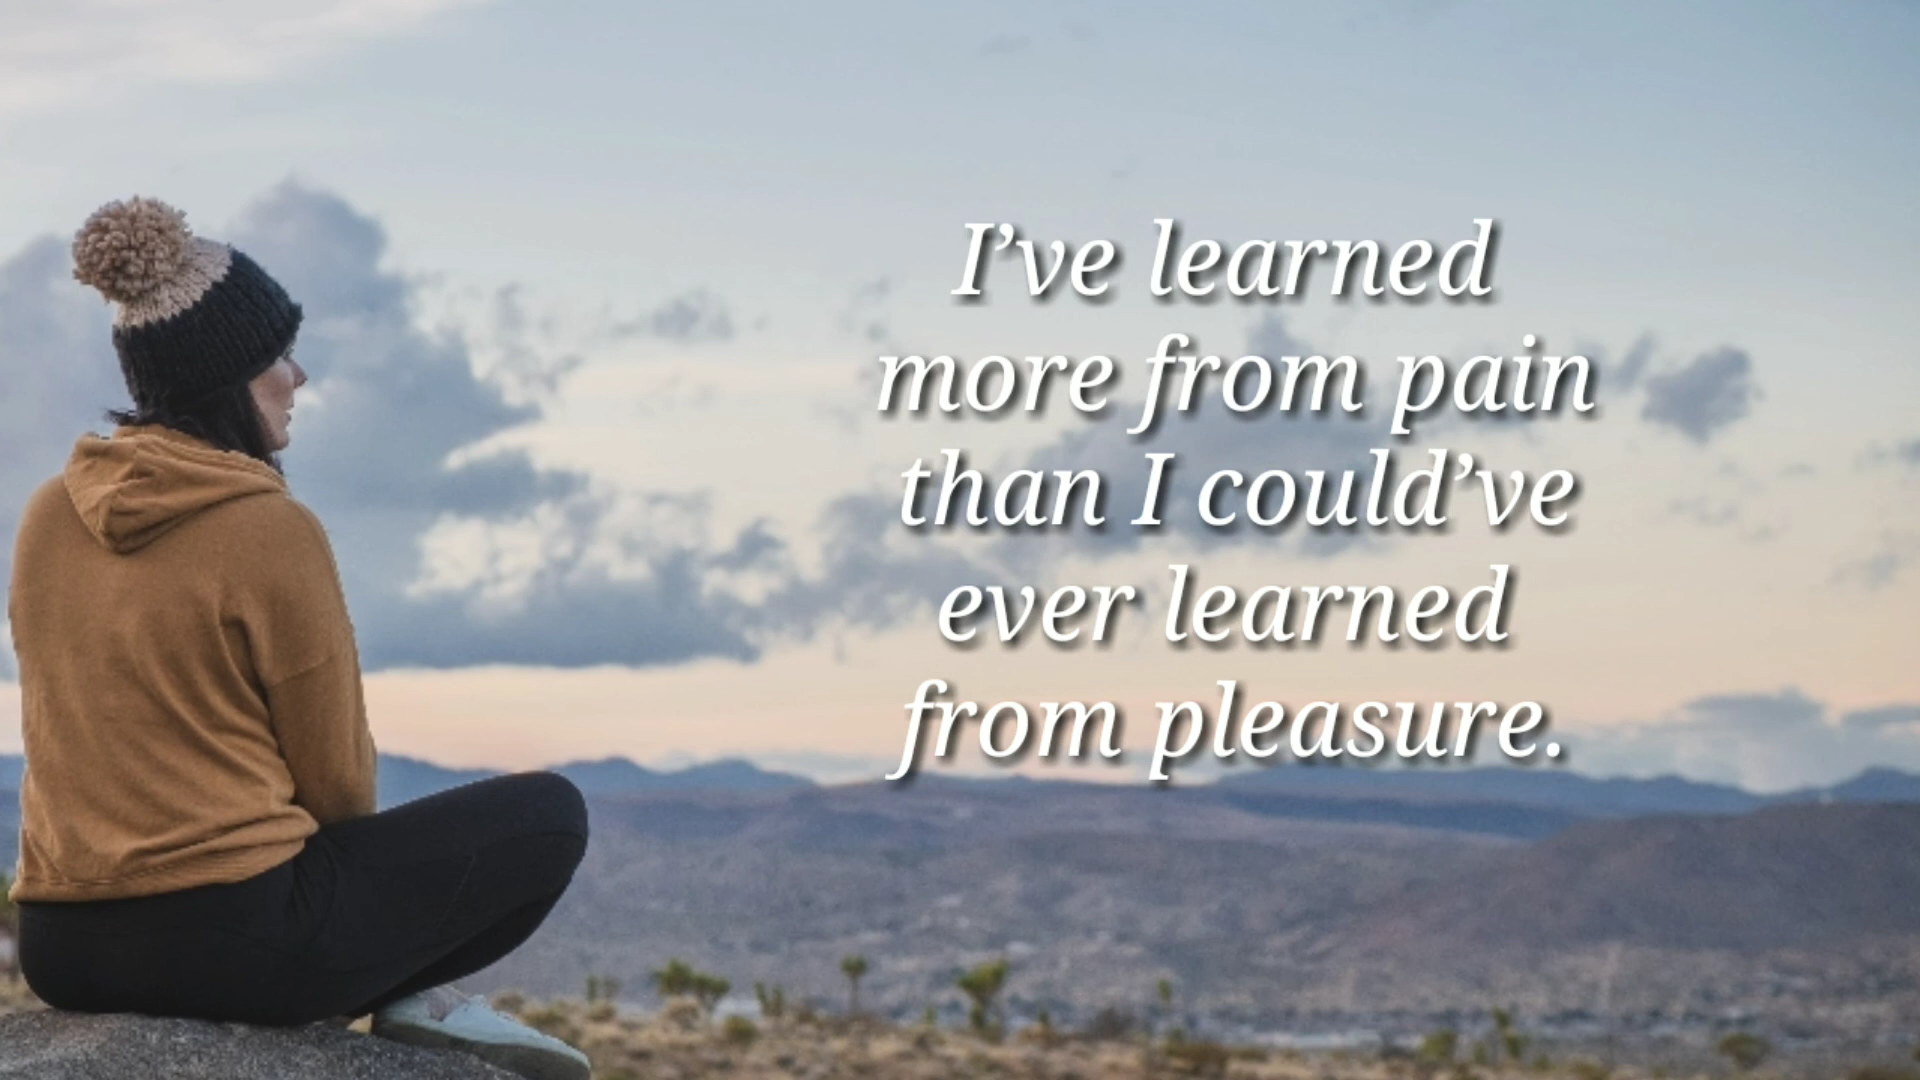 I’ve learned
more from pain
than I could’ve
ever learned
from pleasure.